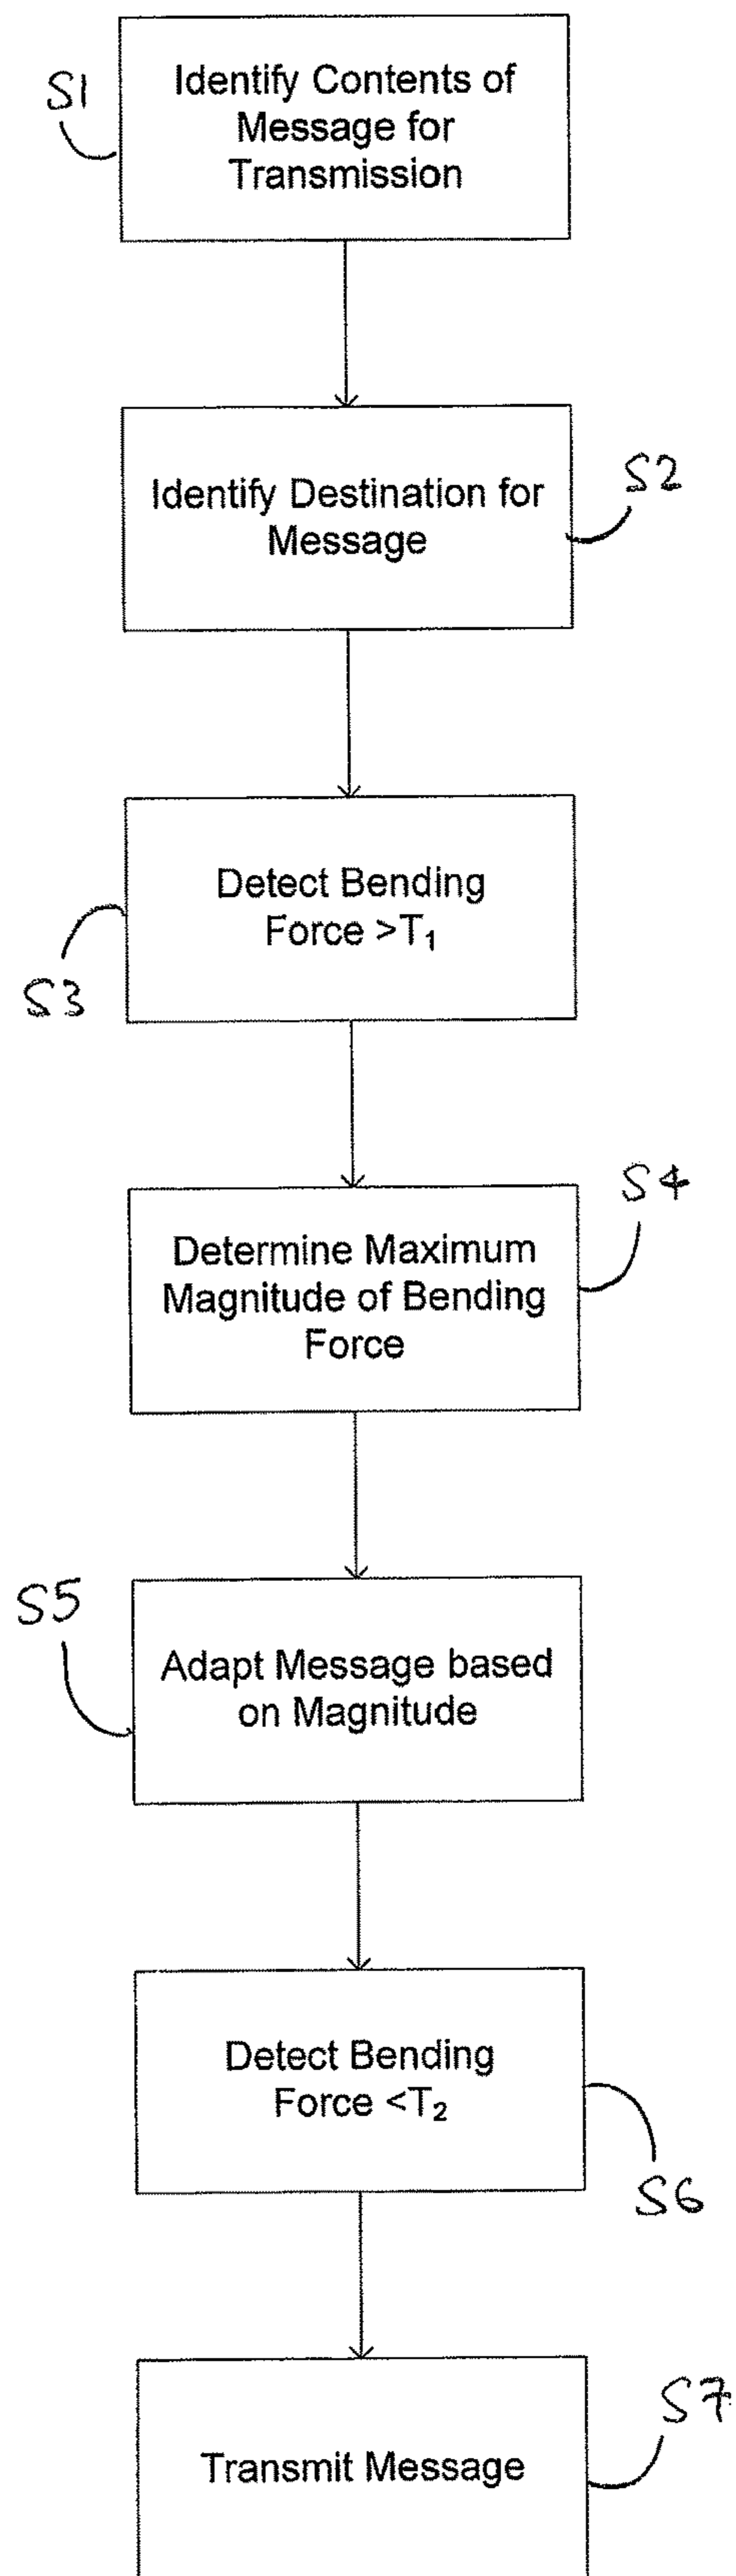 S1
Identify Contents of
Message for
Transmission
Identify Destination for
Message
S2
Detect Bending
Force >T₁
S3
Determine Maximum
Magnitude of Bending
Force
S4
S5
Adapt Message based
on Magnitude
Detect Bending
Force <T₂
S6
Transmit Message
S7